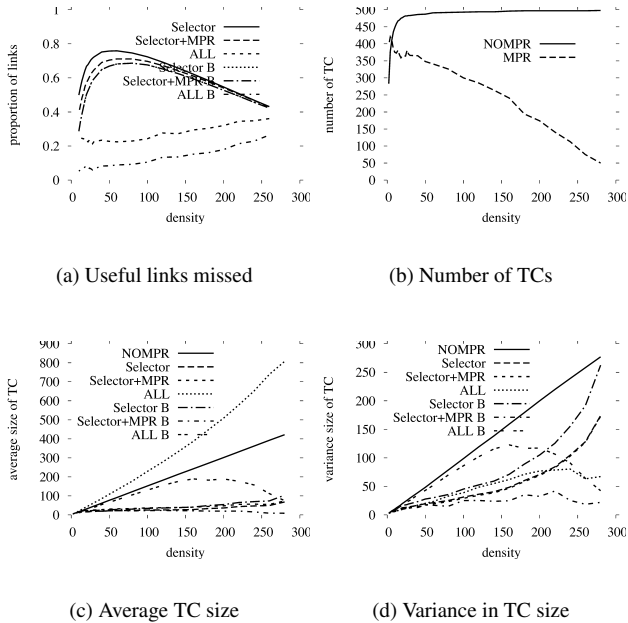 1
0.8
0.6
0.4
0.2
0
0 50 100 150 200 250 300
proportion of links
density
Selector
Selector+MPR
ALL
Selector B
Selector+MPR B
ALL B
(a) Useful links missed
500
450
400
350
300
250
200
150
100
50
0
0 50 100 150 200 250 300
number of TC
density
NOMPR
MPR
(b) Number of TCs
900
800
700
600
500
400
300
200
100
0
0 50 100 150 200 250 300
average size of TC
density
NOMPR
Selector
Selector+MPR
ALL
Selector B
Selector+MPR B
ALL B
(c) Average TC size
300
250
200
150
100
50
0
0 50 100 150 200 250 300
variance size of TC
density
NOMPR
Selector
Selector+MPR
ALL
Selector B
Selector+MPR B
ALL B
(d) Variance in TC size